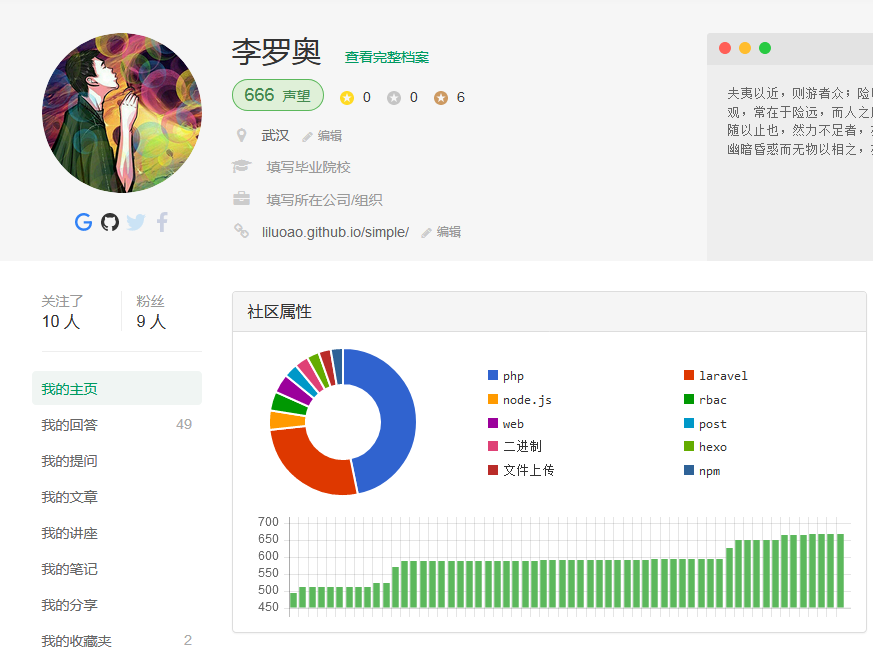 李罗奥 查看完整档案
666 声望 0 0 6
武汉 编辑
填写毕业院校
填写所在公司/组织
liluoao.github.io/simple/ 编辑
夫夷以近，则游者众；险
观，常在于险远，而人之
随以止也，然力不足者，
幽暗昏惑而无物以相之，
关注了 粉丝
10 人 9 人
我的主页
我的回答 49
我的提问
我的文章
我的讲座
我的笔记
我的分享
我的收藏夹 2
社区属性
php laravel
node.js rbac
web post
二进制 hexo
文件上传 npm
700
650
600
550
500
450